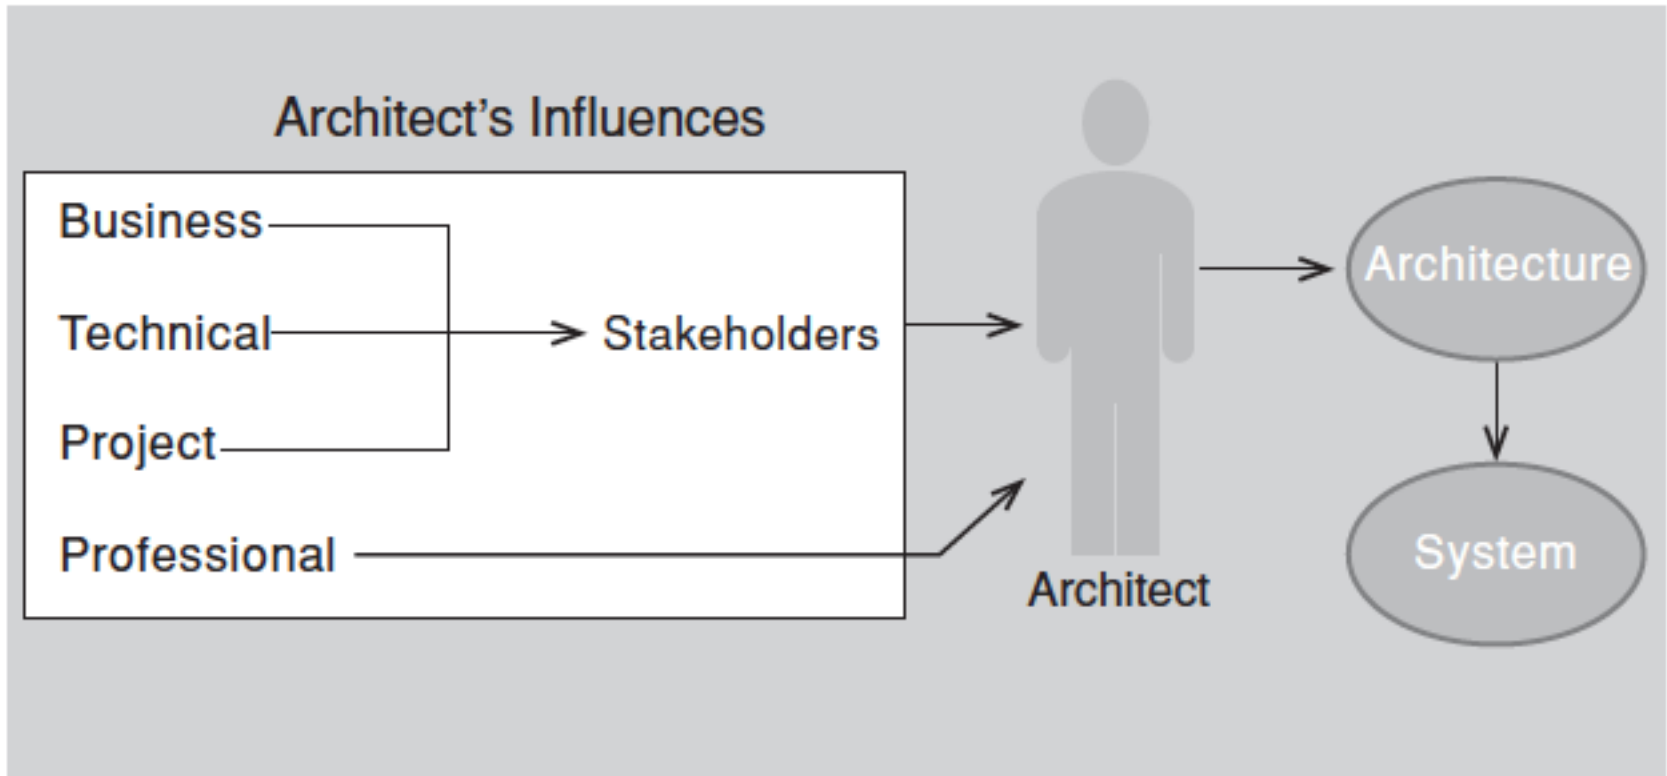 Architect's Influences
Business
Technical
Stakeholders
Project
Professional
Architect
Architecture
System